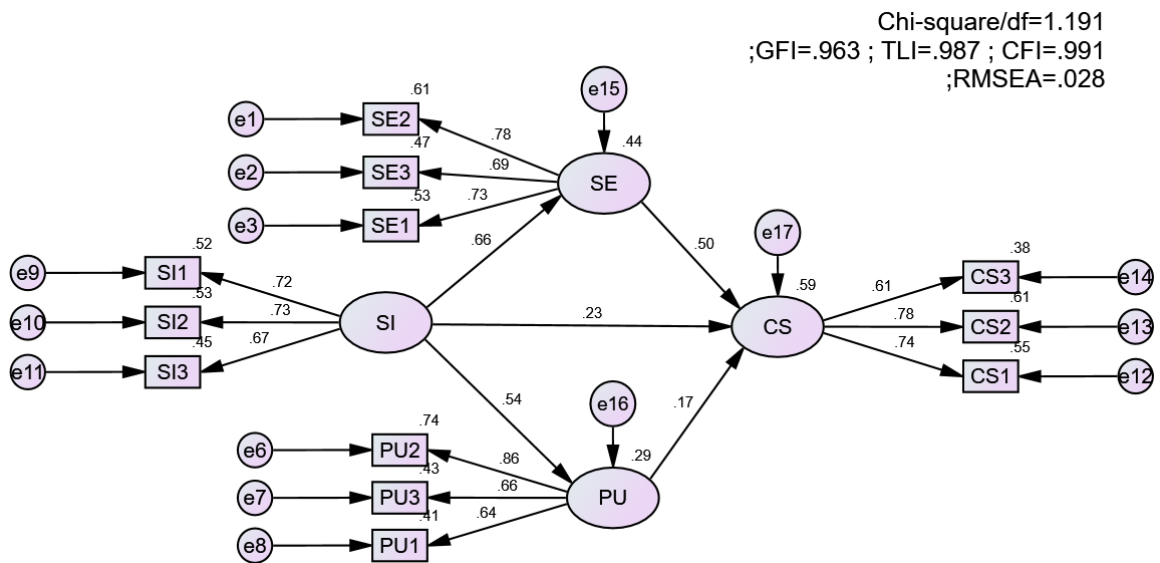 Chi-square/df=1.191
;GFI=.963 ; TLI=.987 ; CFI=.991
;RMSEA=.028
e15
.61
e1
SE2
.78
.44
.47
e2
SE3
.69
SE
.53
.73
e3
SE1
e17
.66
.50
.52
.38
e9
SI1
.72
.59
.61
CS3
e14
.53
.61
e10
SI2
.73
SI
.23
CS
.78
CS2
e13
.45
.67
.74
.55
e11
SI3
CS1
e12
.54
e16
.17
.74
e6
PU2
.86
.29
.43
e7
PU3
.66
PU
.41
.64
e8
PU1